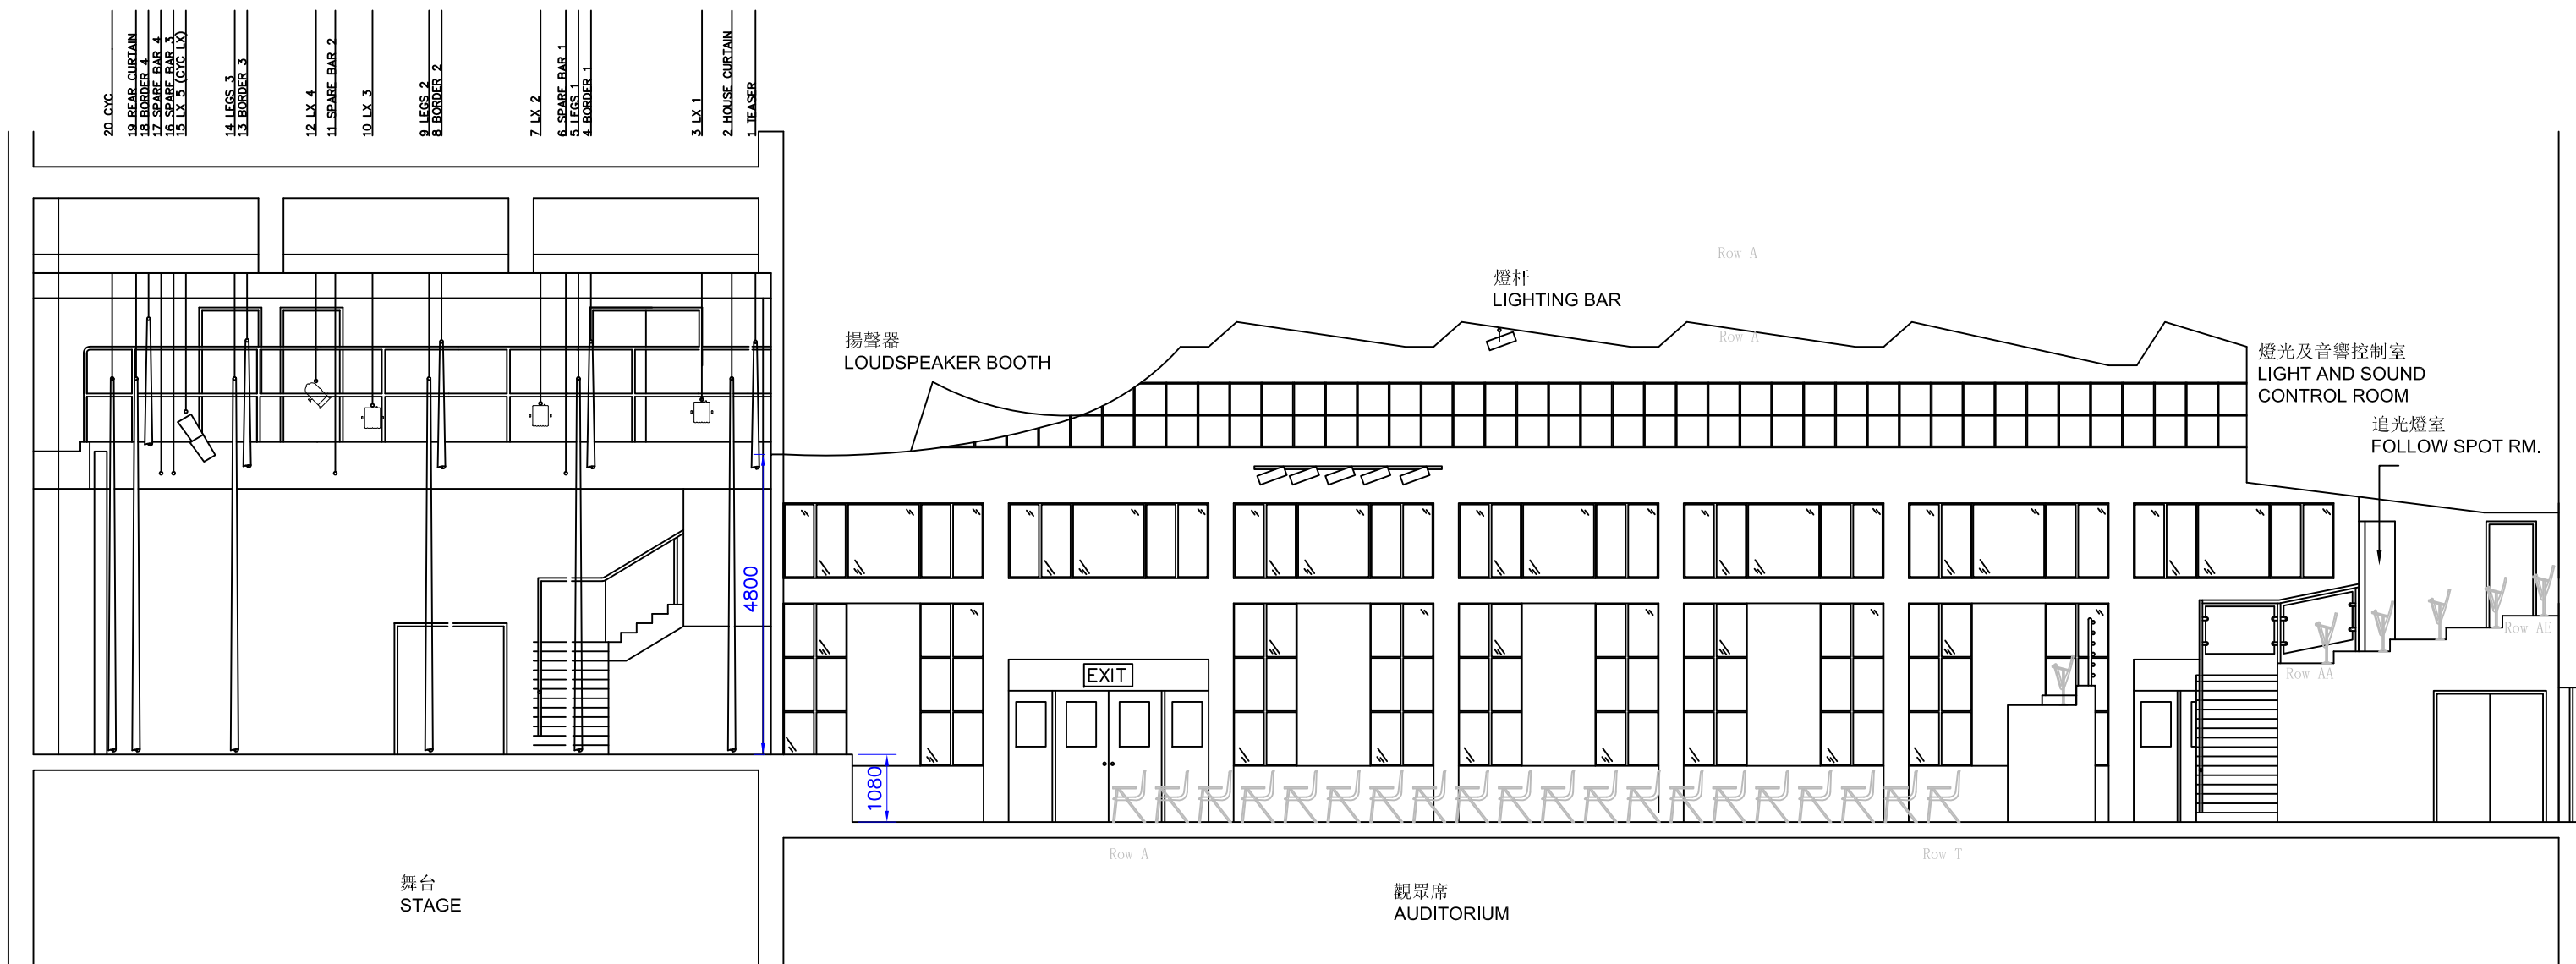 20 CYC
19 REAR CURTAIN
18 BORDER 4
17 SPARE BAR 4
16 SPARE BAR 3
15 LX 5 (CYC LX)
14 LEGS 3
13 BORDER 3
12 LX 4
11 SPARE BAR 2
10 LX 3
9 LEGS 2
8 BORDER 2
7 LX 2
6 SPARE BAR 1
5 LEGS 1
4 BORDER 1
3 LX 1
2 HOUSE CURTAIN
1 TEASER
Row A
燈杆
LIGHTING BAR
Row A
揚聲器
LOUDSPEAKER BOOTH
燈光及音響控制室
LIGHT AND SOUND
CONTROL ROOM
追光燈室
FOLLOW SPOT RM.
4800
Row AE
EXIT
Row AA
1080
Row A
Row T
舞台
STAGE
觀眾席
AUDITORIUM